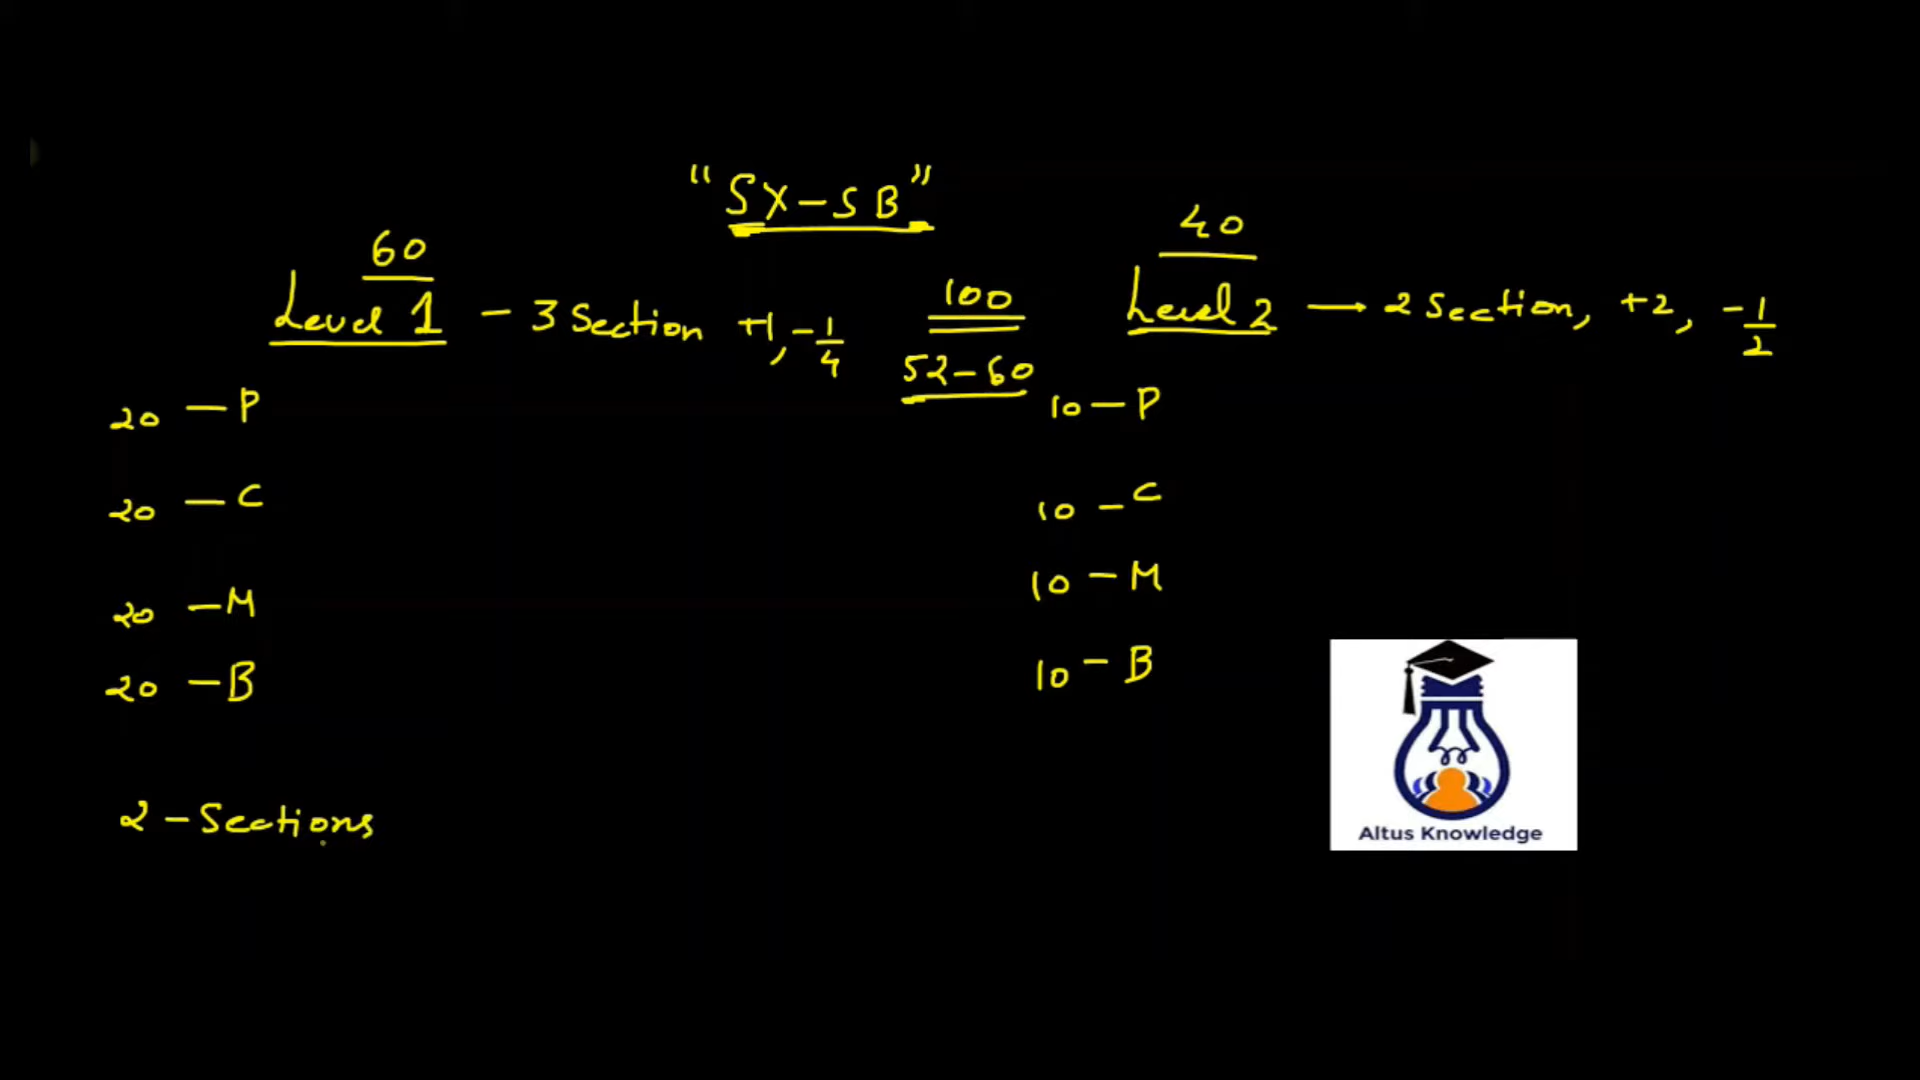 "SX-SB"
60
Level 1 - 3 Section +1, -1/4
20 - P
20 - C
20 - M
20 - B
2 - Sections
100
52-60
40
Level 2 → 2 Section, +2, -1/2
10 - P
10 - C
10 - M
10 - B
Altus Knowledge